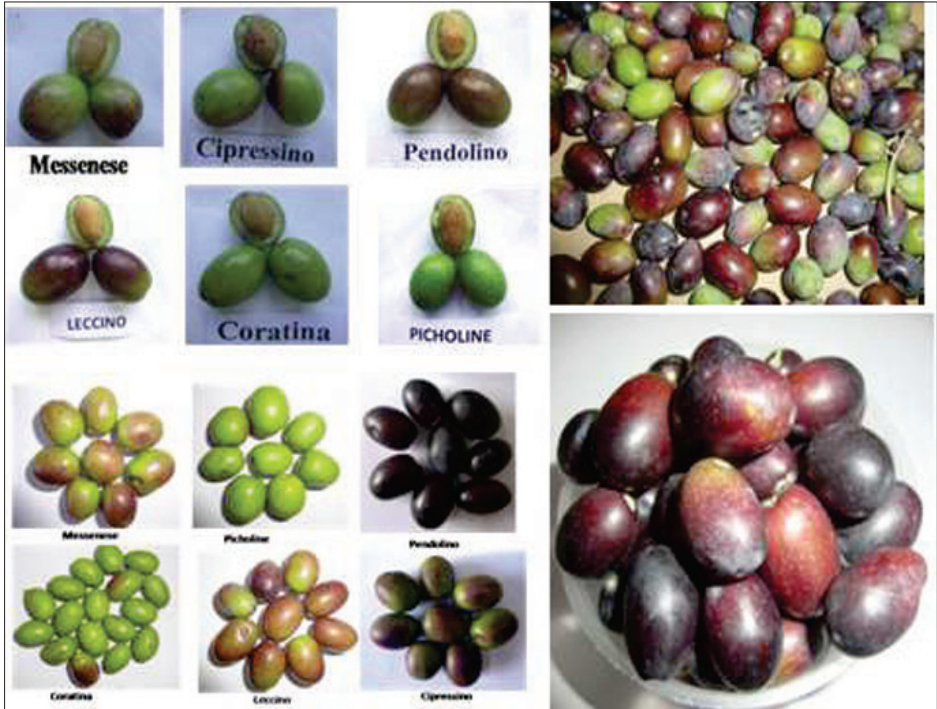 Messenese
Cipressino
Pendolino
LECCINO
Coratina
PICHOLINE
Messenese
Picholine
Pendolino
Coratina
Leccino
Cipressino